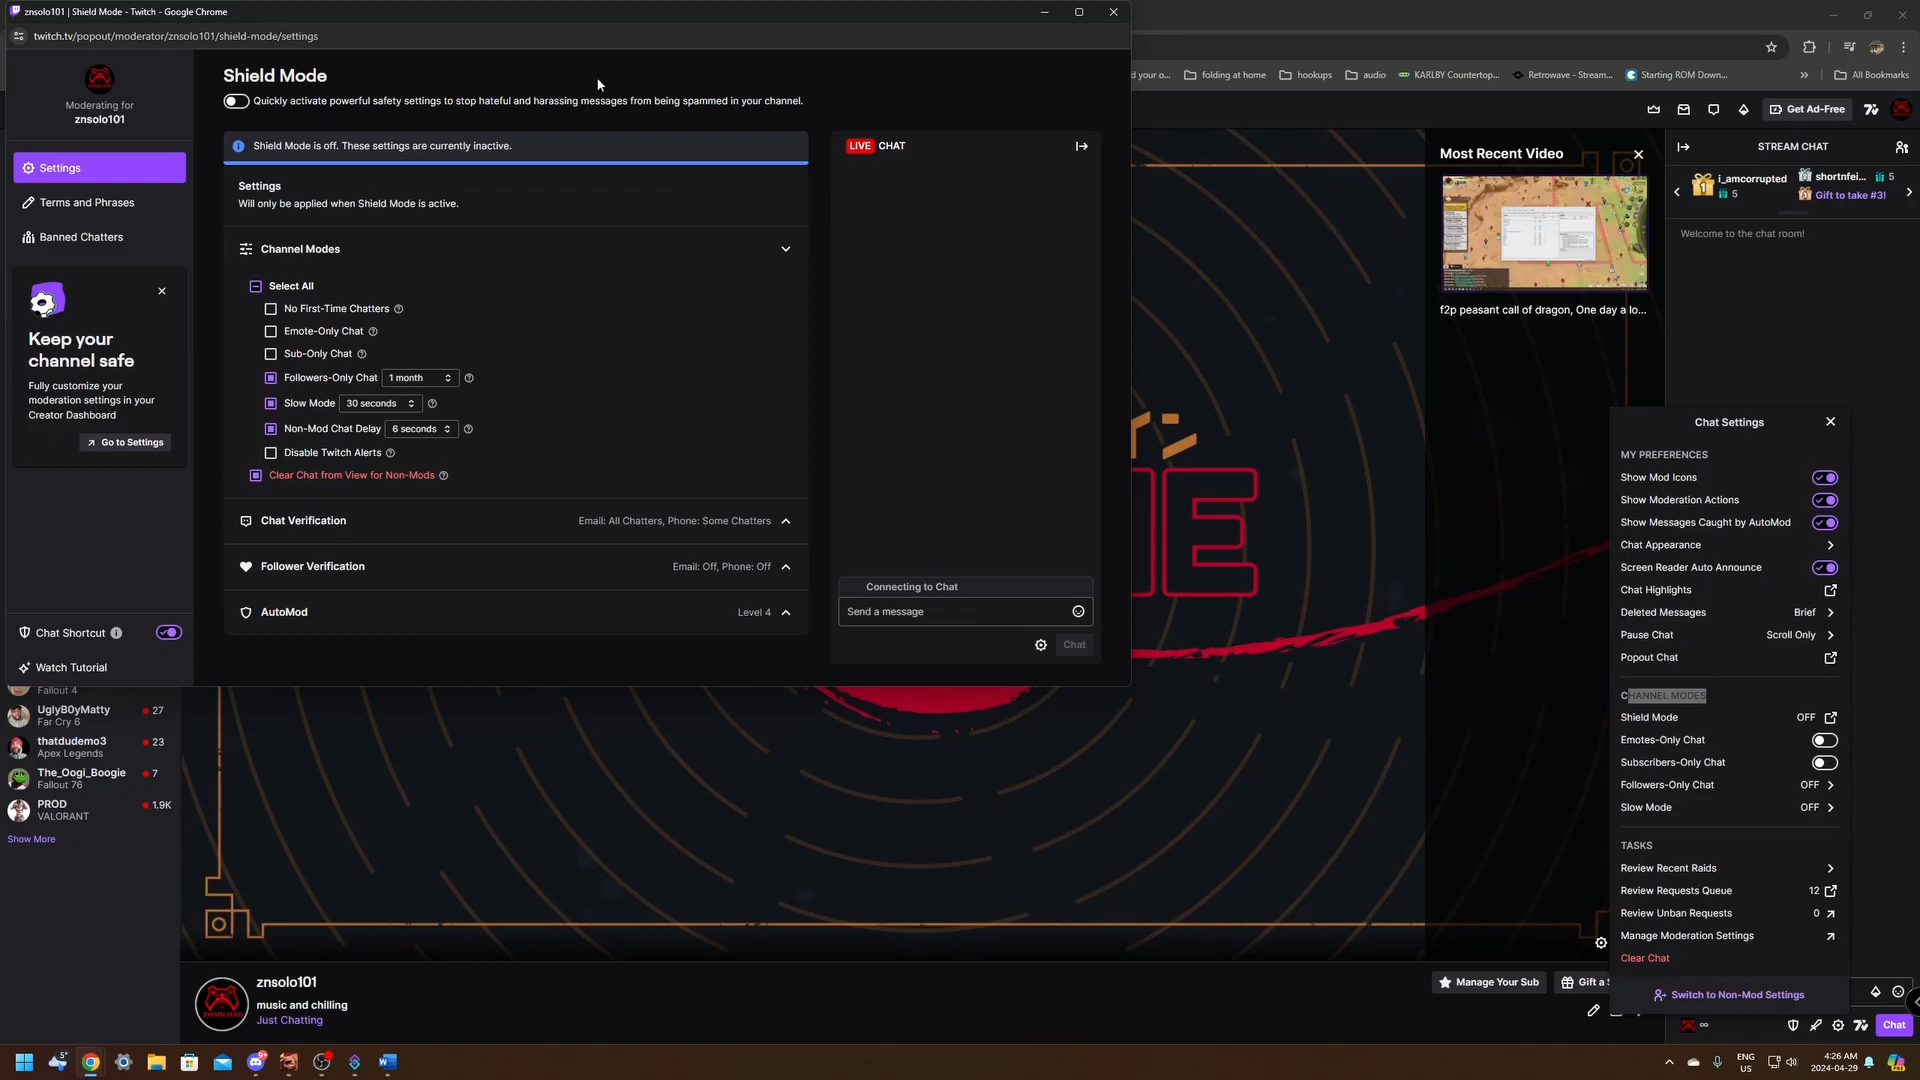 znsolo101 | Shield Mode - Twitch - Google Chrome
twitch.tv/popout/moderator/znsolo101/shield-mode/settings
d your o...
folding at home
hookups
audio
KARLBY Countertop...
Retrowave - Stream...
Starting ROM Down...
All Bookmarks
Get Ad-Free
Moderating for
znsolo101
Settings
Terms and Phrases
Banned Chatters
Keep your
channel safe
Fully customize your
moderation settings in your
Creator Dashboard
Go to Settings
Chat Shortcut
Watch Tutorial
Shield Mode
Quickly activate powerful safety settings to stop hateful and harassing messages from being spammed in your channel.
Shield Mode is off. These settings are currently inactive.
Settings
Will only be applied when Shield Mode is active.
Channel Modes
Select All
No First-Time Chatters
Emote-Only Chat
Sub-Only Chat
Followers-Only Chat 1 month
Slow Mode 30 seconds
Non-Mod Chat Delay 6 seconds
Disable Twitch Alerts
Clear Chat from View for Non-Mods
Chat Verification Email: All Chatters, Phone: Some Chatters
Follower Verification Email: Off, Phone: Off
AutoMod Level 4
LIVE CHAT
Connecting to Chat
Send a message
Chat
Fallout 4
UglyB0yMatty 27
Far Cry 6
thatdudemo3 23
Apex Legends
The_Oogi_Boogie 7
Fallout 76
PROD 1.9K
VALORANT
Show More
Most Recent Video
f2p peasant call of dragon, One day a lo...
STREAM CHAT
1 i_amcorrupted 5
shortnfei... 5
Gift to take #3!
Welcome to the chat room!
Chat Settings
MY PREFERENCES
Show Mod Icons
Show Moderation Actions
Show Messages Caught by AutoMod
Chat Appearance
Screen Reader Auto Announce
Chat Highlights
Deleted Messages Brief
Pause Chat Scroll Only
Popout Chat
CHANNEL MODES
Shield Mode OFF
Emotes-Only Chat
Subscribers-Only Chat
Followers-Only Chat OFF
Slow Mode OFF
TASKS
Review Recent Raids
Review Requests Queue 12
Review Unban Requests 0
Manage Moderation Settings
Clear Chat
Switch to Non-Mod Settings
Chat
ZNSOLO101
znsolo101
music and chilling
Just Chatting
Manage Your Sub
Gift a S
ENG
US
4:26 AM
2024-04-29